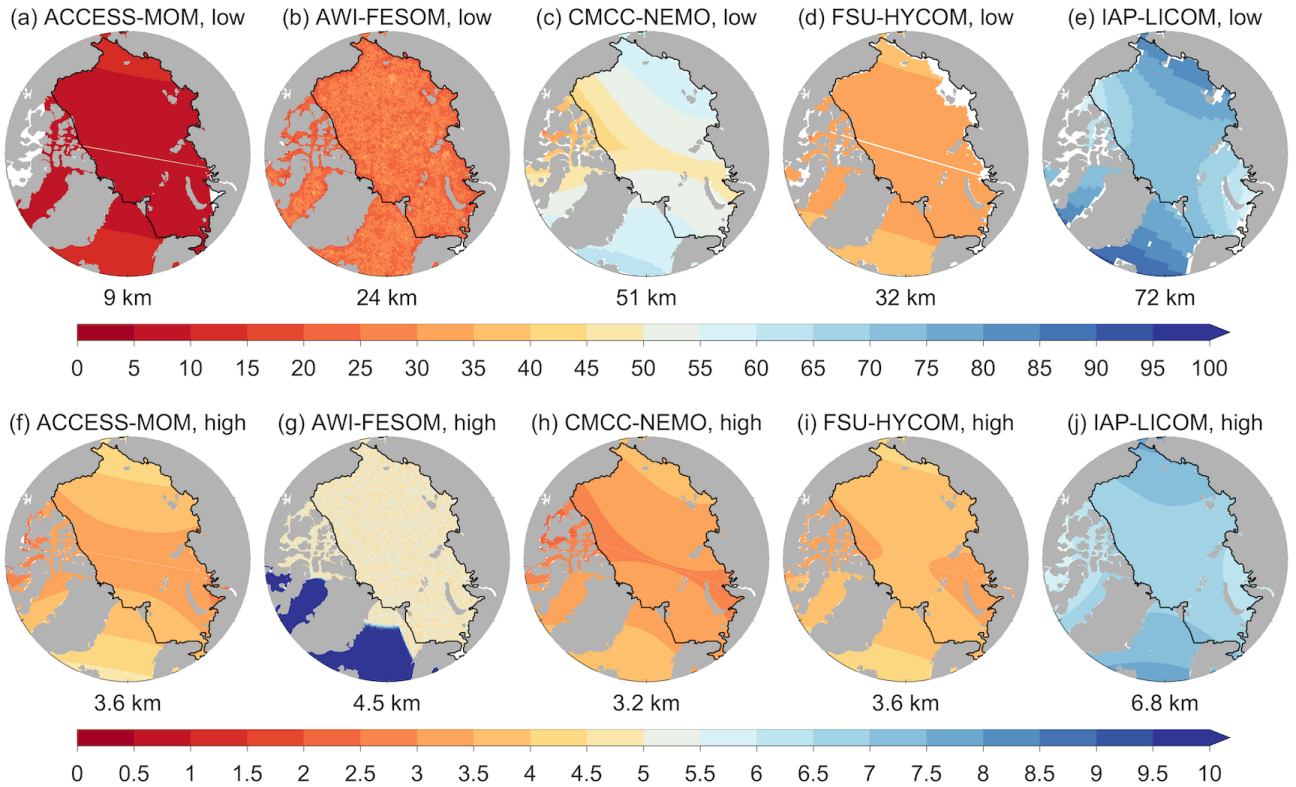 (a) ACCESS-MOM, low (b) AWI-FESOM, low (c) CMCC-NEMO, low (d) FSU-HYCOM, low (e) IAP-LICOM, low
9 km 24 km 51 km 32 km 72 km
0 5 10 15 20 25 30 35 40 45 50 55 60 65 70 75 80 85 90 95 100
(f) ACCESS-MOM, high (g) AWI-FESOM, high (h) CMCC-NEMO, high (i) FSU-HYCOM, high (j) IAP-LICOM, high
3.6 km 4.5 km 3.2 km 3.6 km 6.8 km
0 0.5 1 1.5 2 2.5 3 3.5 4 4.5 5 5.5 6 6.5 7 7.5 8 8.5 9 9.5 10